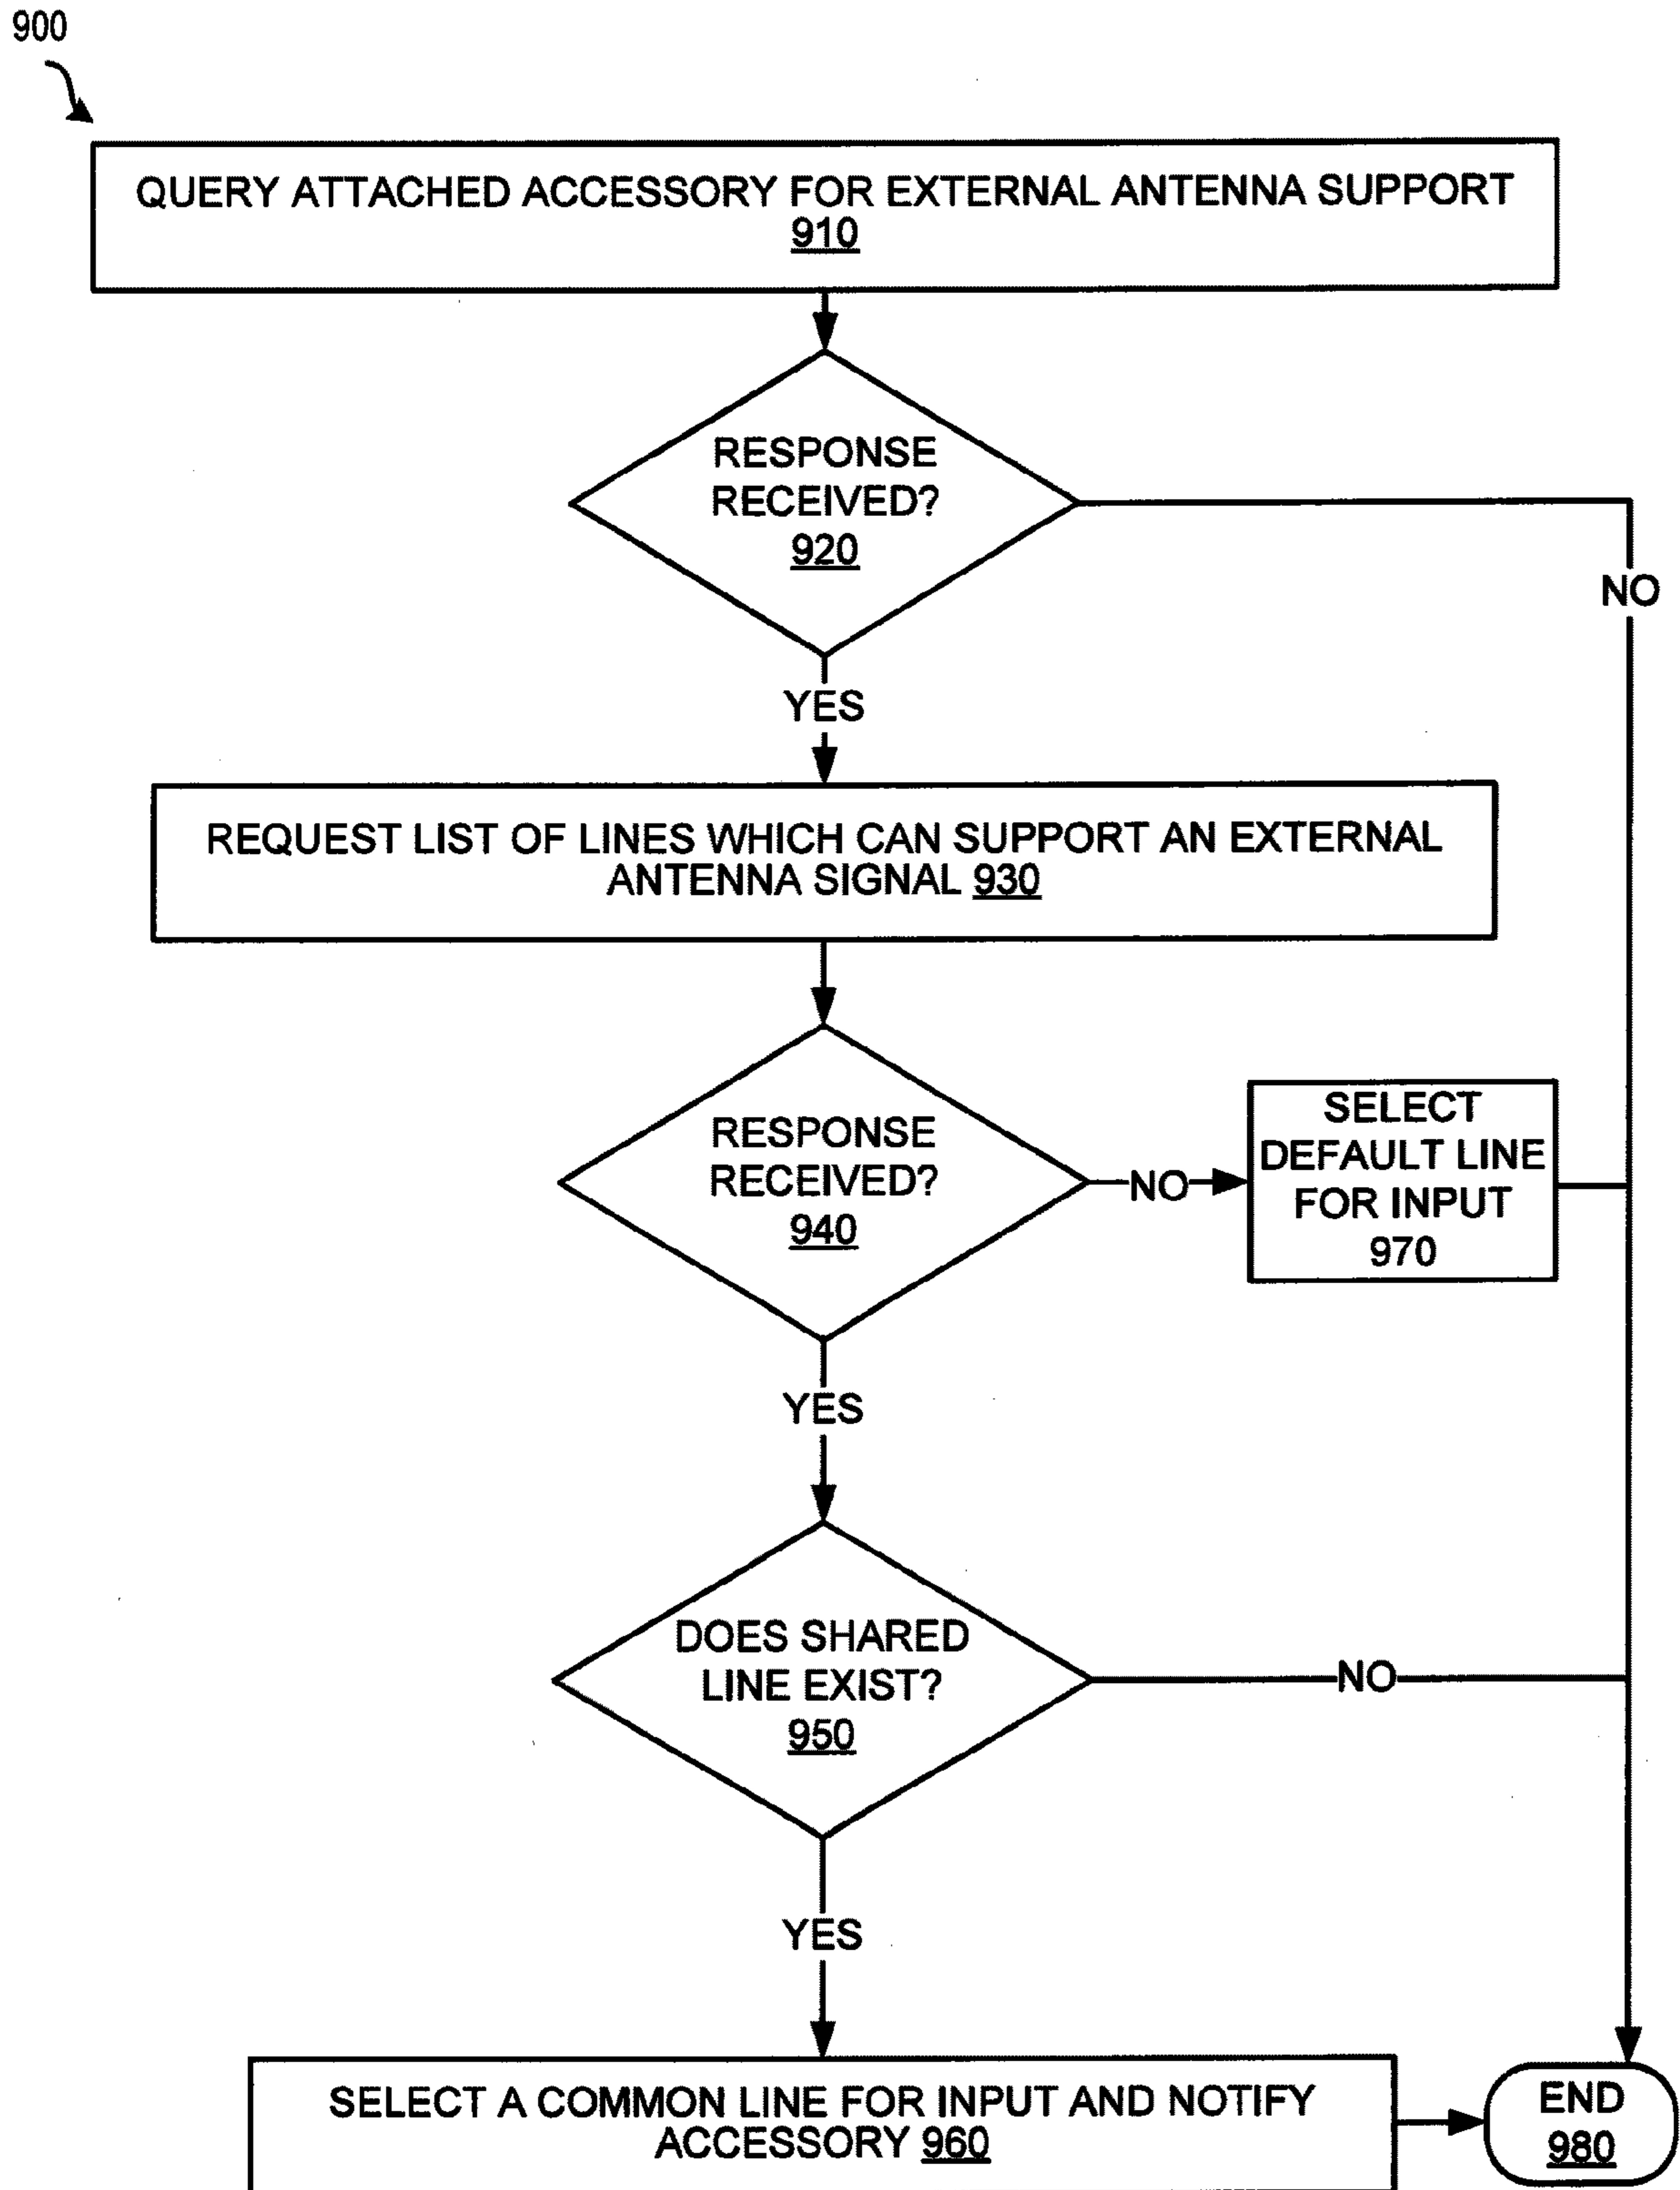 900
QUERY ATTACHED ACCESSORY FOR EXTERNAL ANTENNA SUPPORT
910
RESPONSE
RECEIVED?
920
NO
YES
REQUEST LIST OF LINES WHICH CAN SUPPORT AN EXTERNAL
ANTENNA SIGNAL 930
RESPONSE
RECEIVED?
940
NO
SELECT
DEFAULT LINE
FOR INPUT
970
YES
DOES SHARED
LINE EXIST?
950
NO
YES
SELECT A COMMON LINE FOR INPUT AND NOTIFY
ACCESSORY 960
END
980